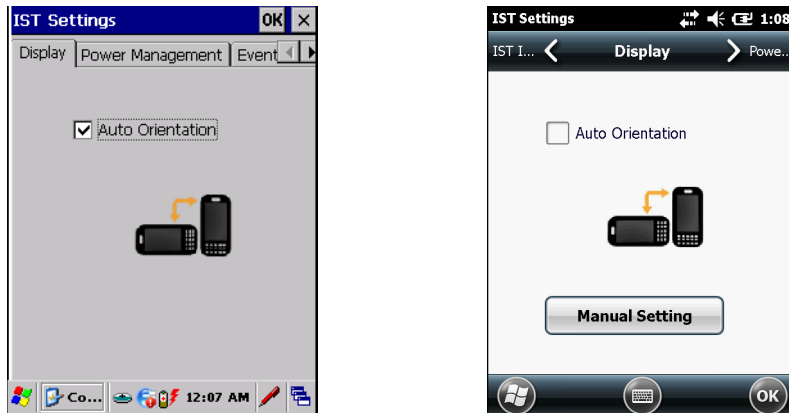 IST Settings OK
Display Power Management Event
Auto Orientation
Co... 12:07 AM
IST Settings 1:08
IST I... Display Powe..
Auto Orientation
Manual Setting
OK